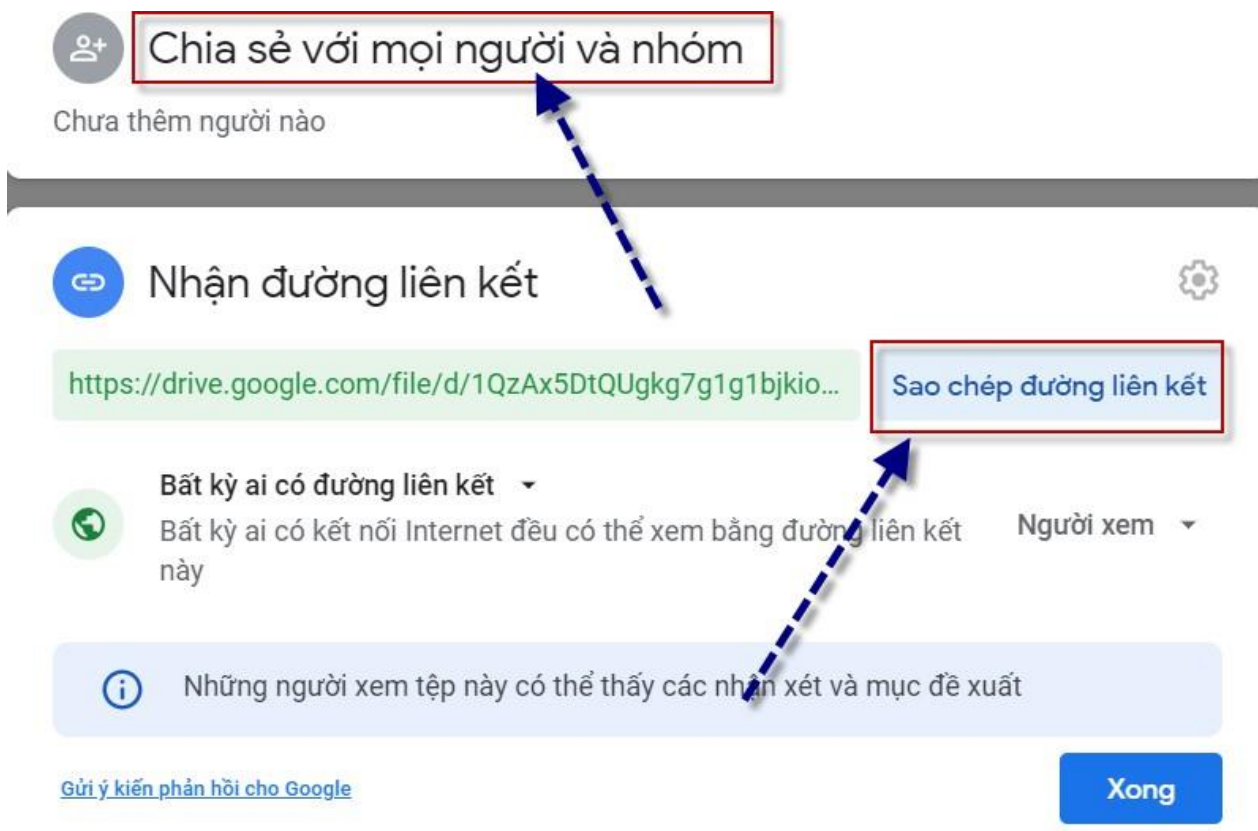 Chia sẻ với mọi người và nhóm
Chưa thêm người nào
Nhận đường liên kết
https://drive.google.com/file/d/1QzAx5DtQUgkg7g1g1bjkio...
Sao chép đường liên kết
Bất kỳ ai có đường liên kết
Bất kỳ ai có kết nối Internet đều có thể xem bằng đường liên kết
này
Người xem
Những người xem tệp này có thể thấy các nhận xét và mục đề xuất
Gửi ý kiến phản hồi cho Google
Xong